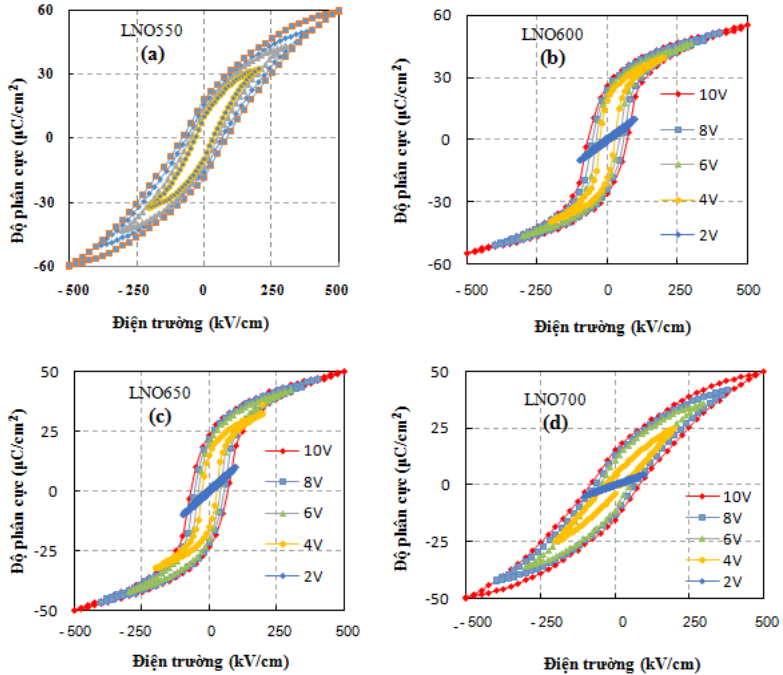 LNO550
(a)
60
30
0
-30
-60
- 500
-250
0
250
500
Độ phân cực (µC/cm²)
Điện trường (kV/cm)
LNO600
(b)
60
30
0
-30
-60
- 500
-250
0
250
500
Độ phân cực (µC/cm²)
Điện trường (kV/cm)
10V
8V
6V
4V
2V
LNO650
(c)
50
25
0
-25
-50
- 500
-250
0
250
500
Độ phân cực (µC/cm²)
Điện trường (kV/cm)
10V
8V
6V
4V
2V
LNO700
(d)
50
25
0
-25
-50
- 500
-250
0
250
500
Độ phân cực (µC/cm²)
Điện trường (kV/cm)
10V
8V
6V
4V
2V